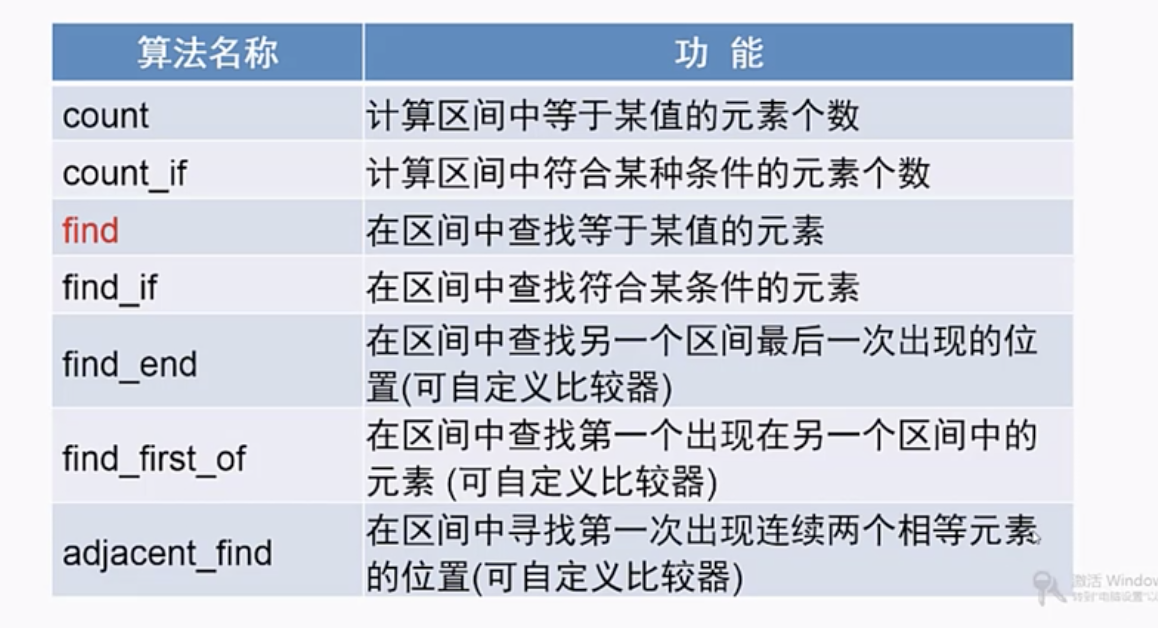 算法名称 功 能
count 计算区间中等于某值的元素个数
count_if 计算区间中符合某种条件的元素个数
find 在区间中查找等于某值的元素
find_if 在区间中查找符合某条件的元素
find_end 在区间中查找另一个区间最后一次出现的位
置(可自定义比较器)
find_first_of 在区间中查找第一个出现在另一个区间中的
元素 (可自定义比较器)
adjacent_find 在区间中寻找第一次出现连续两个相等元素
的位置(可自定义比较器)
激活 Window
转到"电脑设置"以